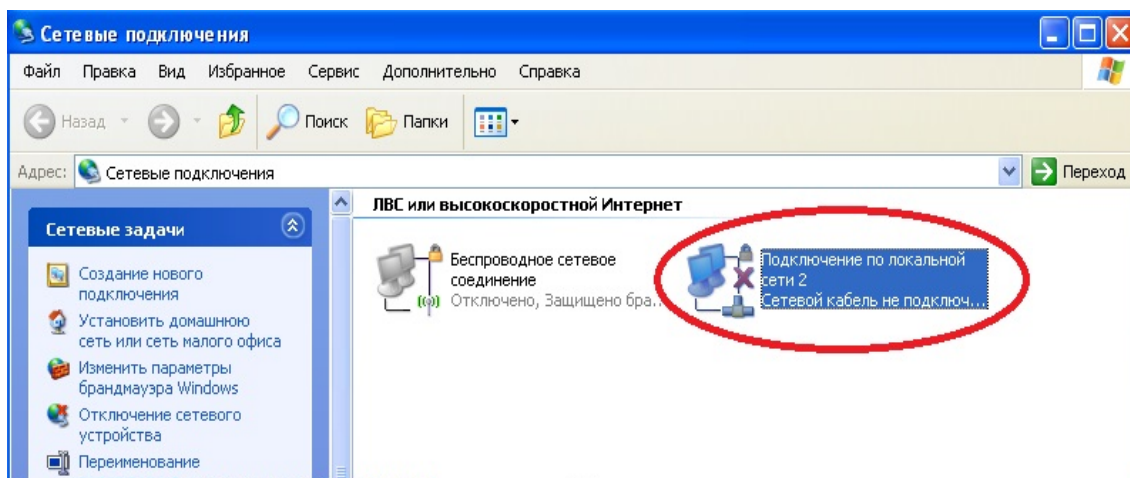 Сетевые подключения
Файл Правка Вид Избранное Сервис Дополнительно Справка
Назад Поиск Папки
Адрес: Сетевые подключения Переход
ЛВС или высокоскоростной Интернет
Сетевые задачи
Создание нового
подключения
Установить домашнюю
сеть или сеть малого офиса
Изменить параметры
брандмауэра Windows
Отключение сетевого
устройства
Переименование
Беспроводное сетевое
соединение
Отключено, Защищено бра...
Подключение по локальной
сети 2
Сетевой кабель не подключ...